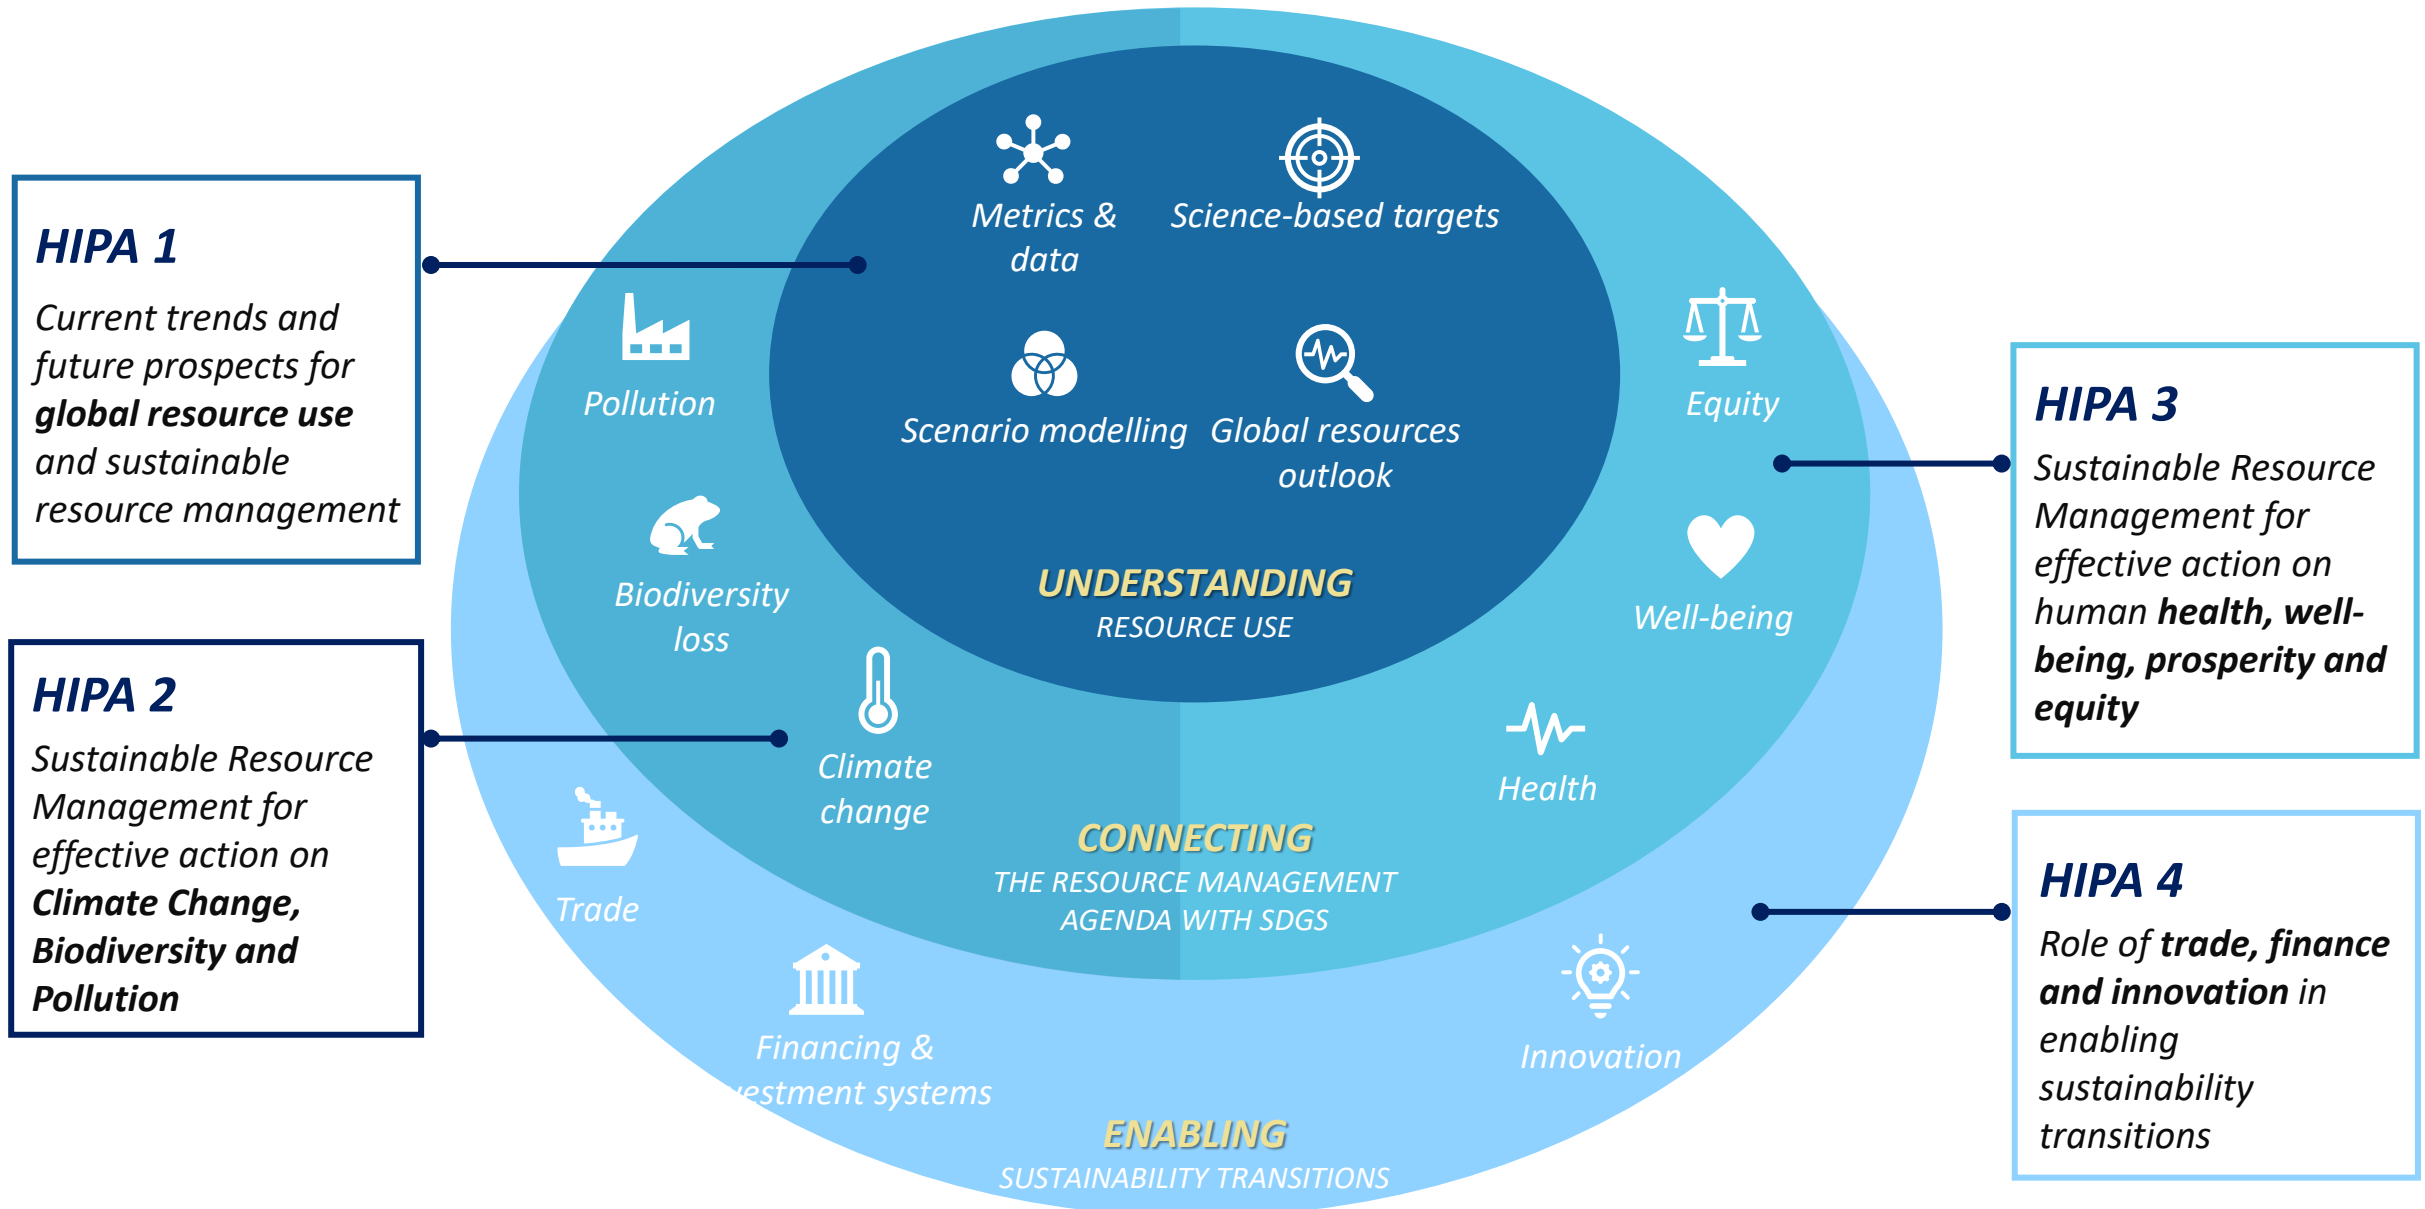 HIPA 1
Current trends and
future prospects for
global resource use
and sustainable
resource management
HIPA 2
Sustainable Resource
Management for
effective action on
Climate Change,
Biodiversity and
Pollution
Metrics &
data
Science-based targets
Scenario modelling
Global resources
outlook
UNDERSTANDING
RESOURCE USE
Pollution
Biodiversity
loss
Climate
change
Equity
Well-being
Health
CONNECTING
THE RESOURCE MANAGEMENT
AGENDA WITH SDGS
Trade
Financing &
vestment systems
Innovation
ENABLING
SUSTAINABILITY TRANSITIONS
HIPA 3
Sustainable Resource
Management for
effective action on
human health, well-
being, prosperity and
equity
HIPA 4
Role of trade, finance
and innovation in
enabling
sustainability
transitions